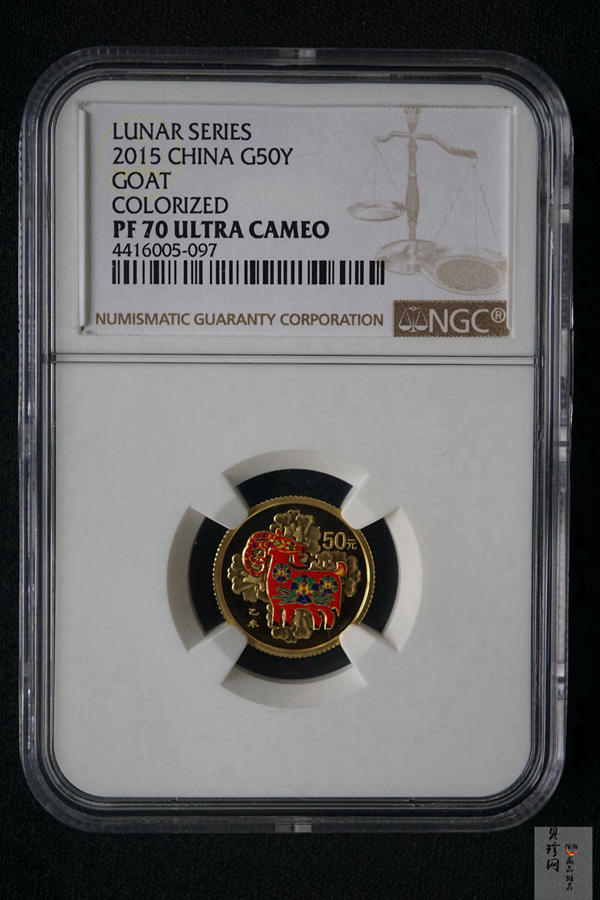 LUNAR SERIES
2015 CHINA G50Y
GOAT
COLORIZED
PF 70 ULTRA CAMEO
4416005-097
NUMISMATIC GUARANTY CORPORATION
NGC®
50元
乙未
贝珍网